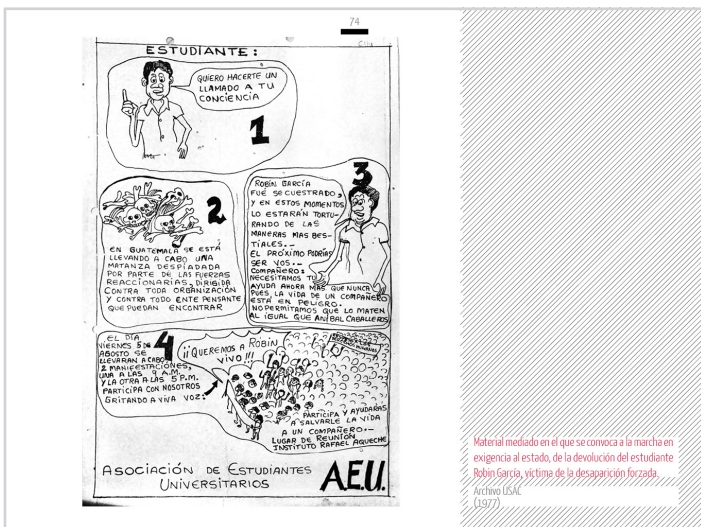 74
ESTUDIANTE:
QUIERO HACERTE UN
LLAMADO A TU
CONCIENCIA
1
2
EN GUATEMALA SE ESTÁ
LLEVANDO A CABO UNA
MATANZA DESPIADADA
POR PARTE DE LAS FUERZAS
REACCIONARIAS, DIRIGIDA
CONTRA TODA ORGANIZACIÓN
Y CONTRA TODO ENTE PENSANTE
QUE PUEDAN ENCONTRAR
3
ROBÍN GARCÍA
FUÉ SECUESTRADO,
Y EN ESTOS MOMENTOS
LO ESTARÁN TORTU-
RANDO DE LAS
MANERAS MAS BES-
TIALES.-
EL PRÓXIMO PODRÍAS
SER VOS.-
COMPAÑERO:
NECESITAMOS TU
AYUDA AHORA MÁS QUE NUNCA
PUES LA VIDA DE UN COMPAÑERO
ESTÁ EN PELIGRO.
NO PERMITAMOS QUE LO MATEN
AL IGUAL QUE ANIBAL CABALLEROS
4
EL DÍA
VIERNES 5 DE
AGOSTO SE
LLEVARAN A CABO
2 MANIFESTACIONES,
UNA A LAS 9 A.M.
Y LA OTRA A LAS 5 P.M.
PARTICIPA CON NOSOTROS
GRITANDO A VIVA VOZ:
¡¡QUEREMOS A ROBIN
VIVO!!!
PARTICIPA Y AYUDARAS
A SALVARLE LA VIDA
A UN COMPAÑERO.-
LUGAR DE REUNIÓN
INSTITUTO RAFAEL AQUECHE
ASOCIACIÓN DE ESTUDIANTES
UNIVERSITARIOS
A.E.U.
Material mediado en el que se convoca a la marcha en
exigencia al estado, de la devolución del estudiante
Robin García, víctima de la desaparición forzada.
Archivo USAC
(1977)